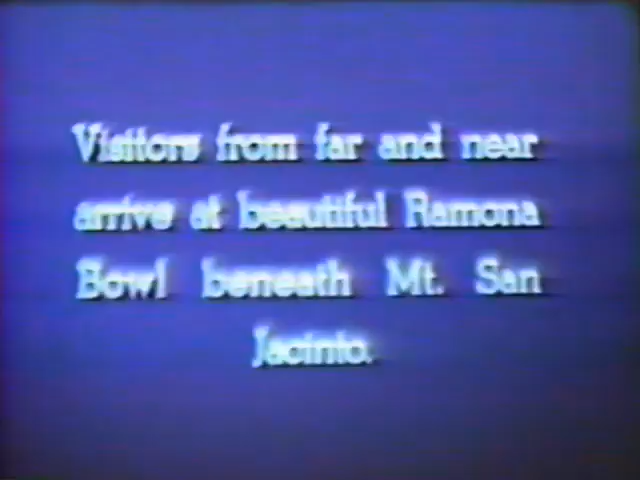 Visitors from far and near
arrive at beautiful Ramona
Bowl beneath Mt. San
Jacinto.